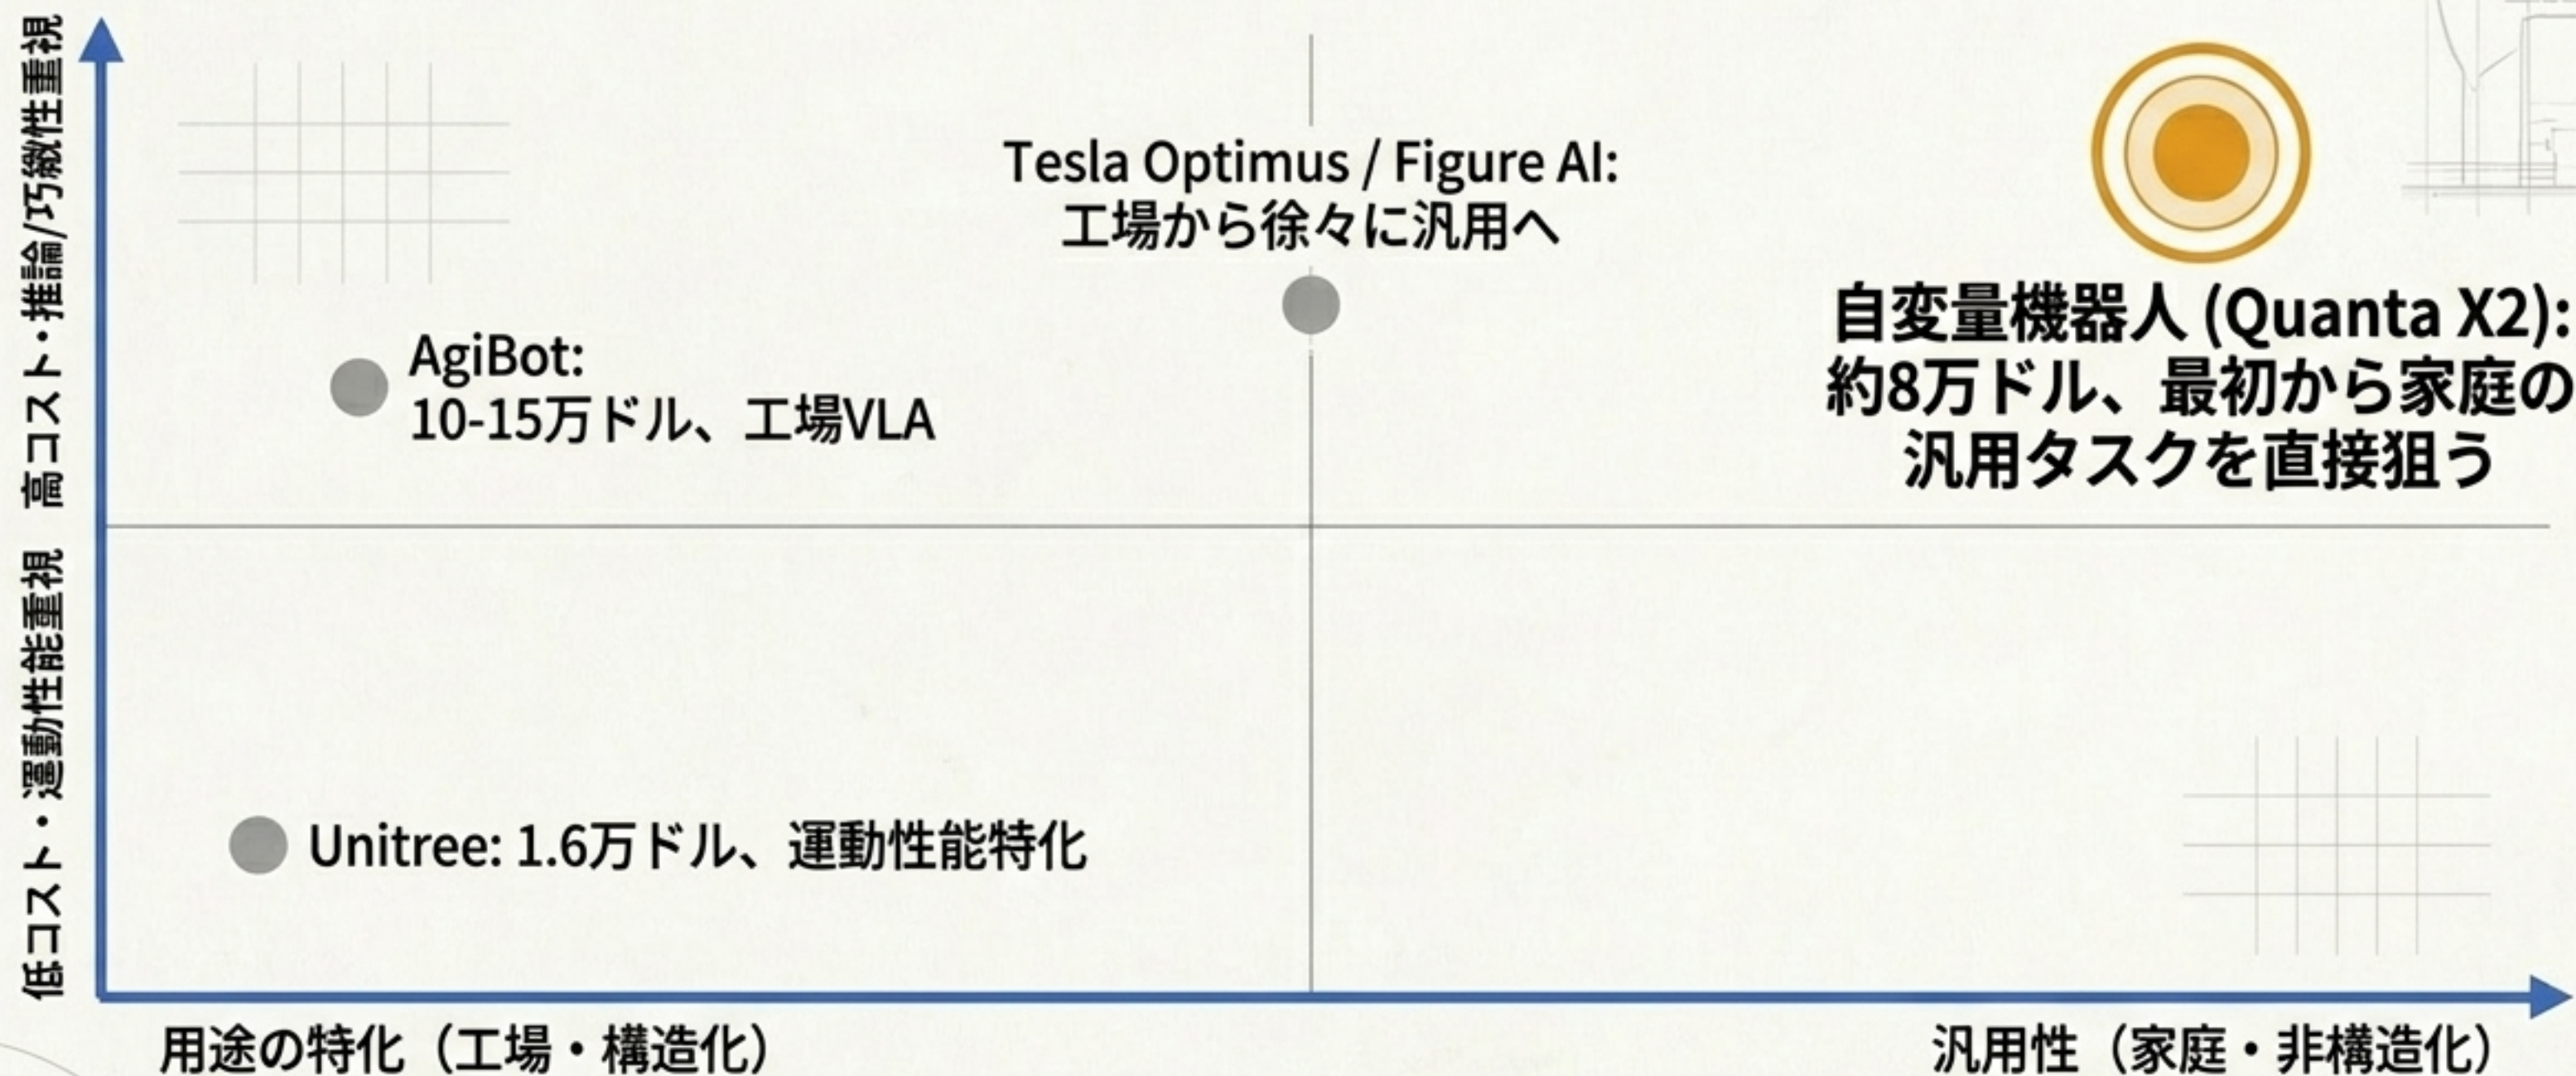 高コスト・推論/巧緻性重視
低コスト・運動性能重視
Tesla Optimus / Figure AI:
工場から徐々に汎用へ
自変量機器人 (Quanta X2):
約8万ドル、最初から家庭の
汎用タスクを直接狙う
AgiBot:
10-15万ドル、工場VLA
Unitree: 1.6万ドル、運動性能特化
用途の特化（工場・構造化）
汎用性（家庭・非構造化）